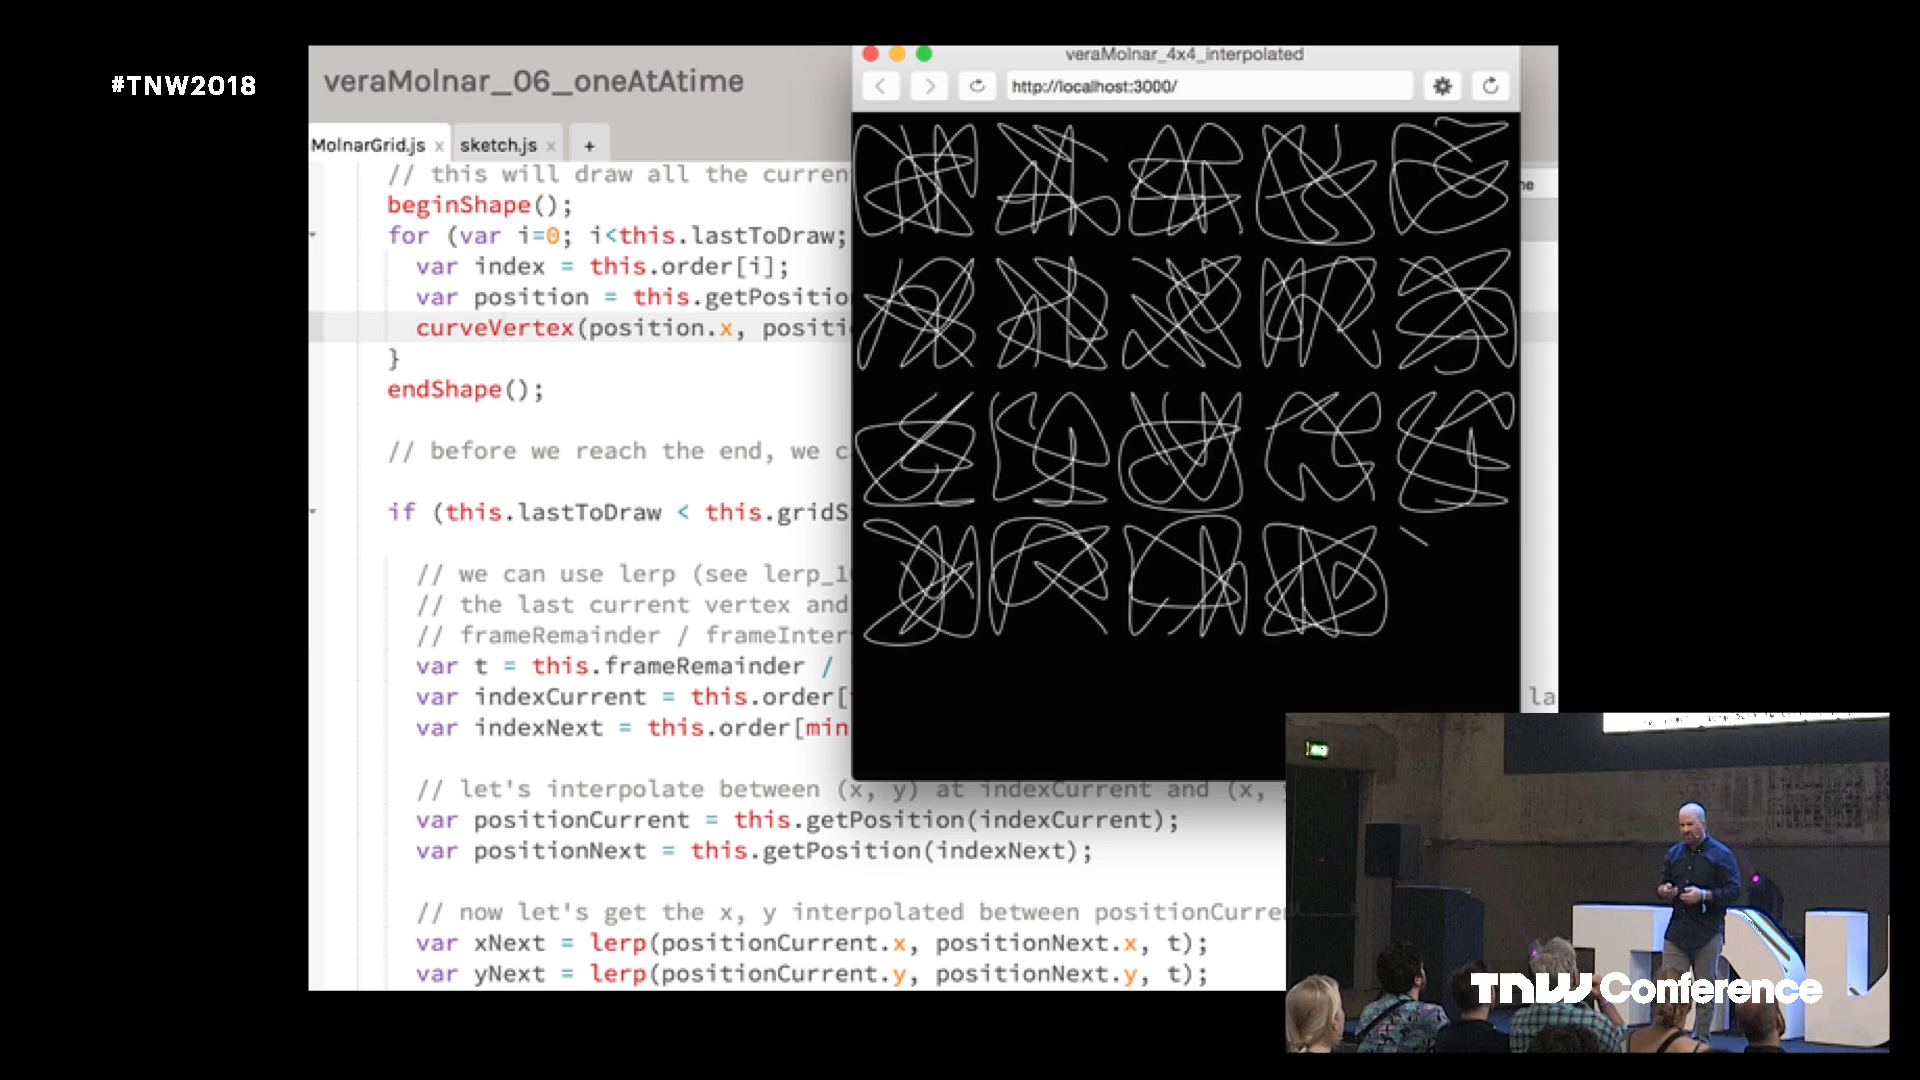 #TNW2018
veraMolnar_06_oneAtAtime
veraMolnar_4x4_interpolated
http://localhost:3000/
MolnarGrid.js x
sketch.js x
+
ne
// this will draw all the current
beginShape();
for (var i=0; i<this.lastToDraw;
var index = this.order[i];
var position = this.getPositio
curveVertex(position.x, positi
}
endShape();
// before we reach the end, we c
if (this.lastToDraw < this.gridS
// we can use lerp (see lerp_1
// the last current vertex and
// frameRemainder / frameInter
var t = this.frameRemainder /
var indexCurrent = this.order[
la
var indexNext = this.order[min
// let's interpolate between (x, y) at indexCurrent and (x,
var positionCurrent = this.getPosition(indexCurrent);
var positionNext = this.getPosition(indexNext);
// now let's get the x, y interpolated between positionCurre
var xNext = lerp(positionCurrent.x, positionNext.x, t);
var yNext = lerp(positionCurrent.y, positionNext.y, t);
TNW Conference